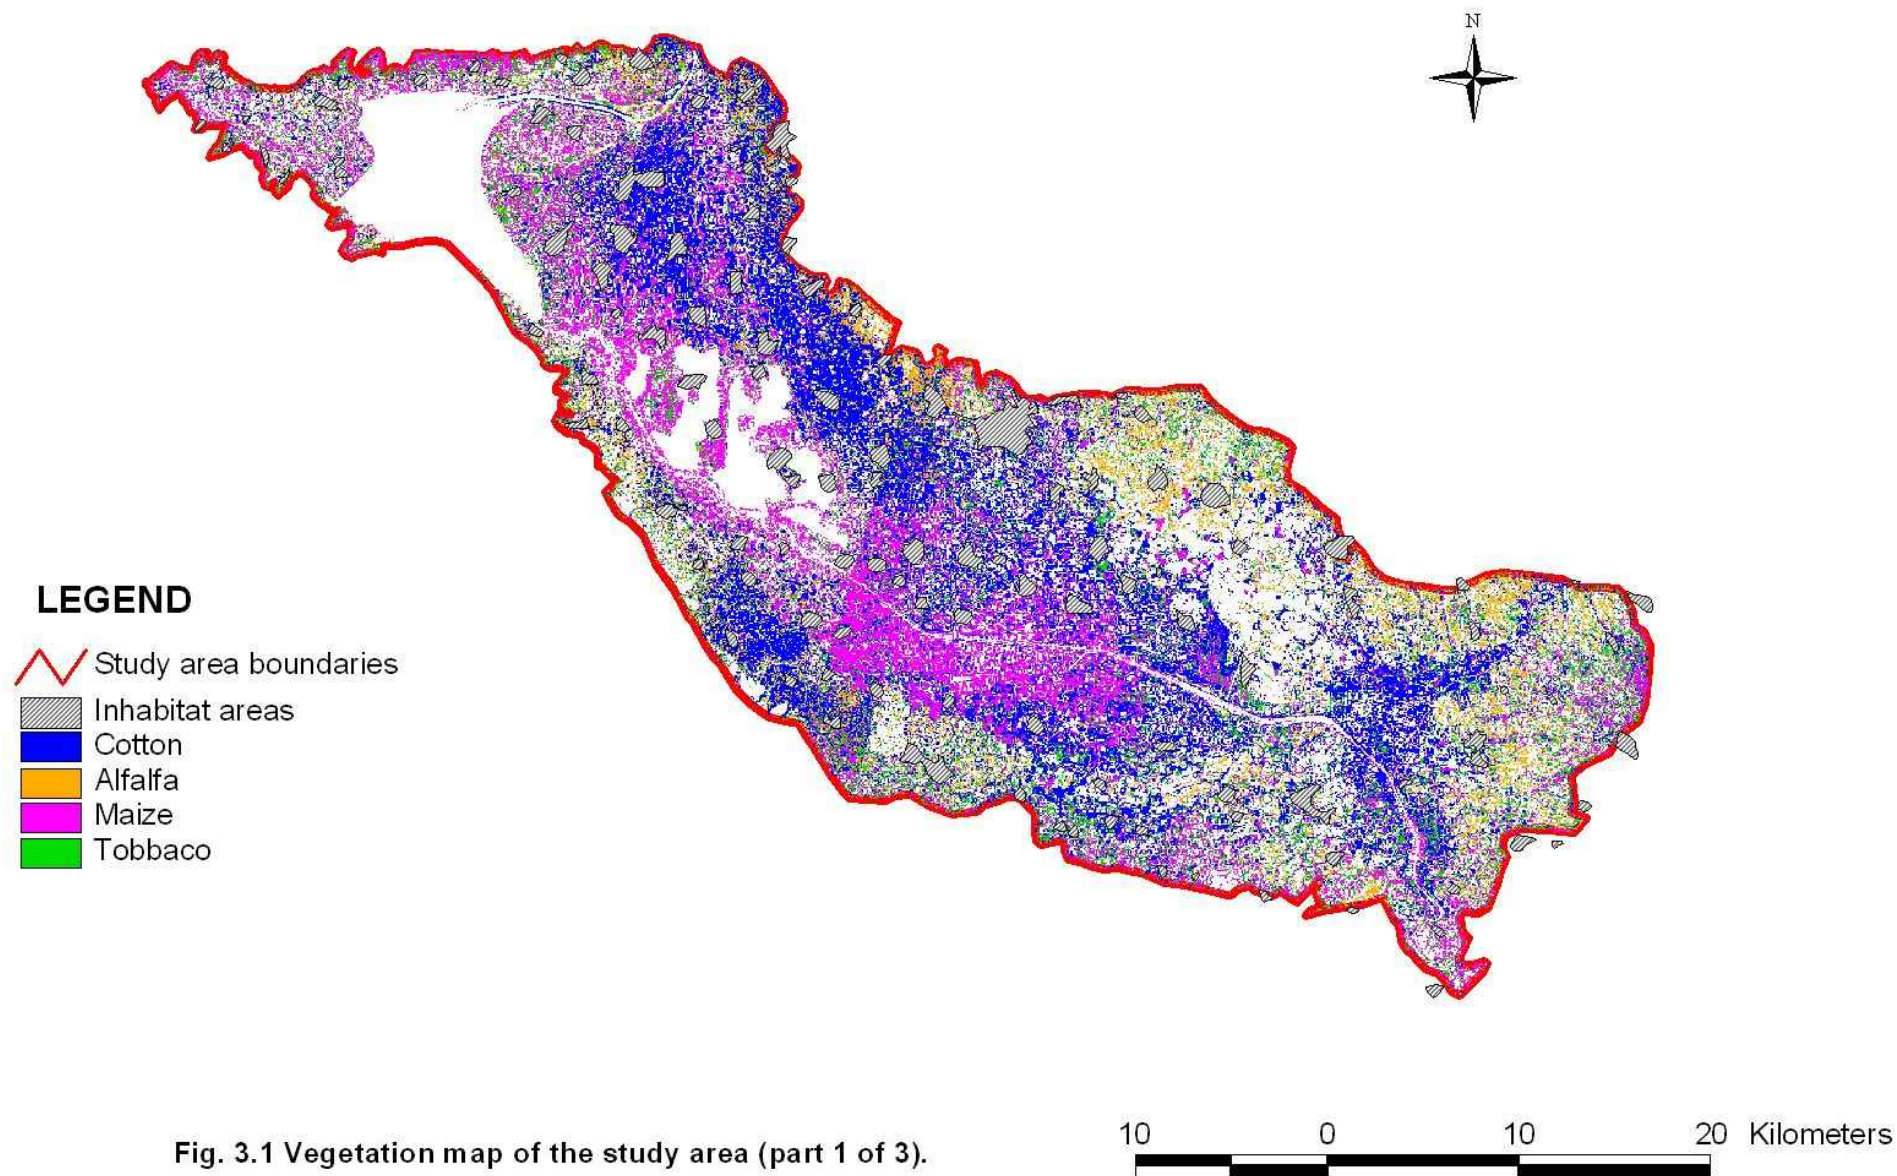 N
LEGEND
Study area boundaries
Inhabitat areas
Cotton
Alfalfa
Maize
Tobbaco
10 0 10 20 Kilometers
Fig. 3.1 Vegetation map of the study area (part 1 of 3).